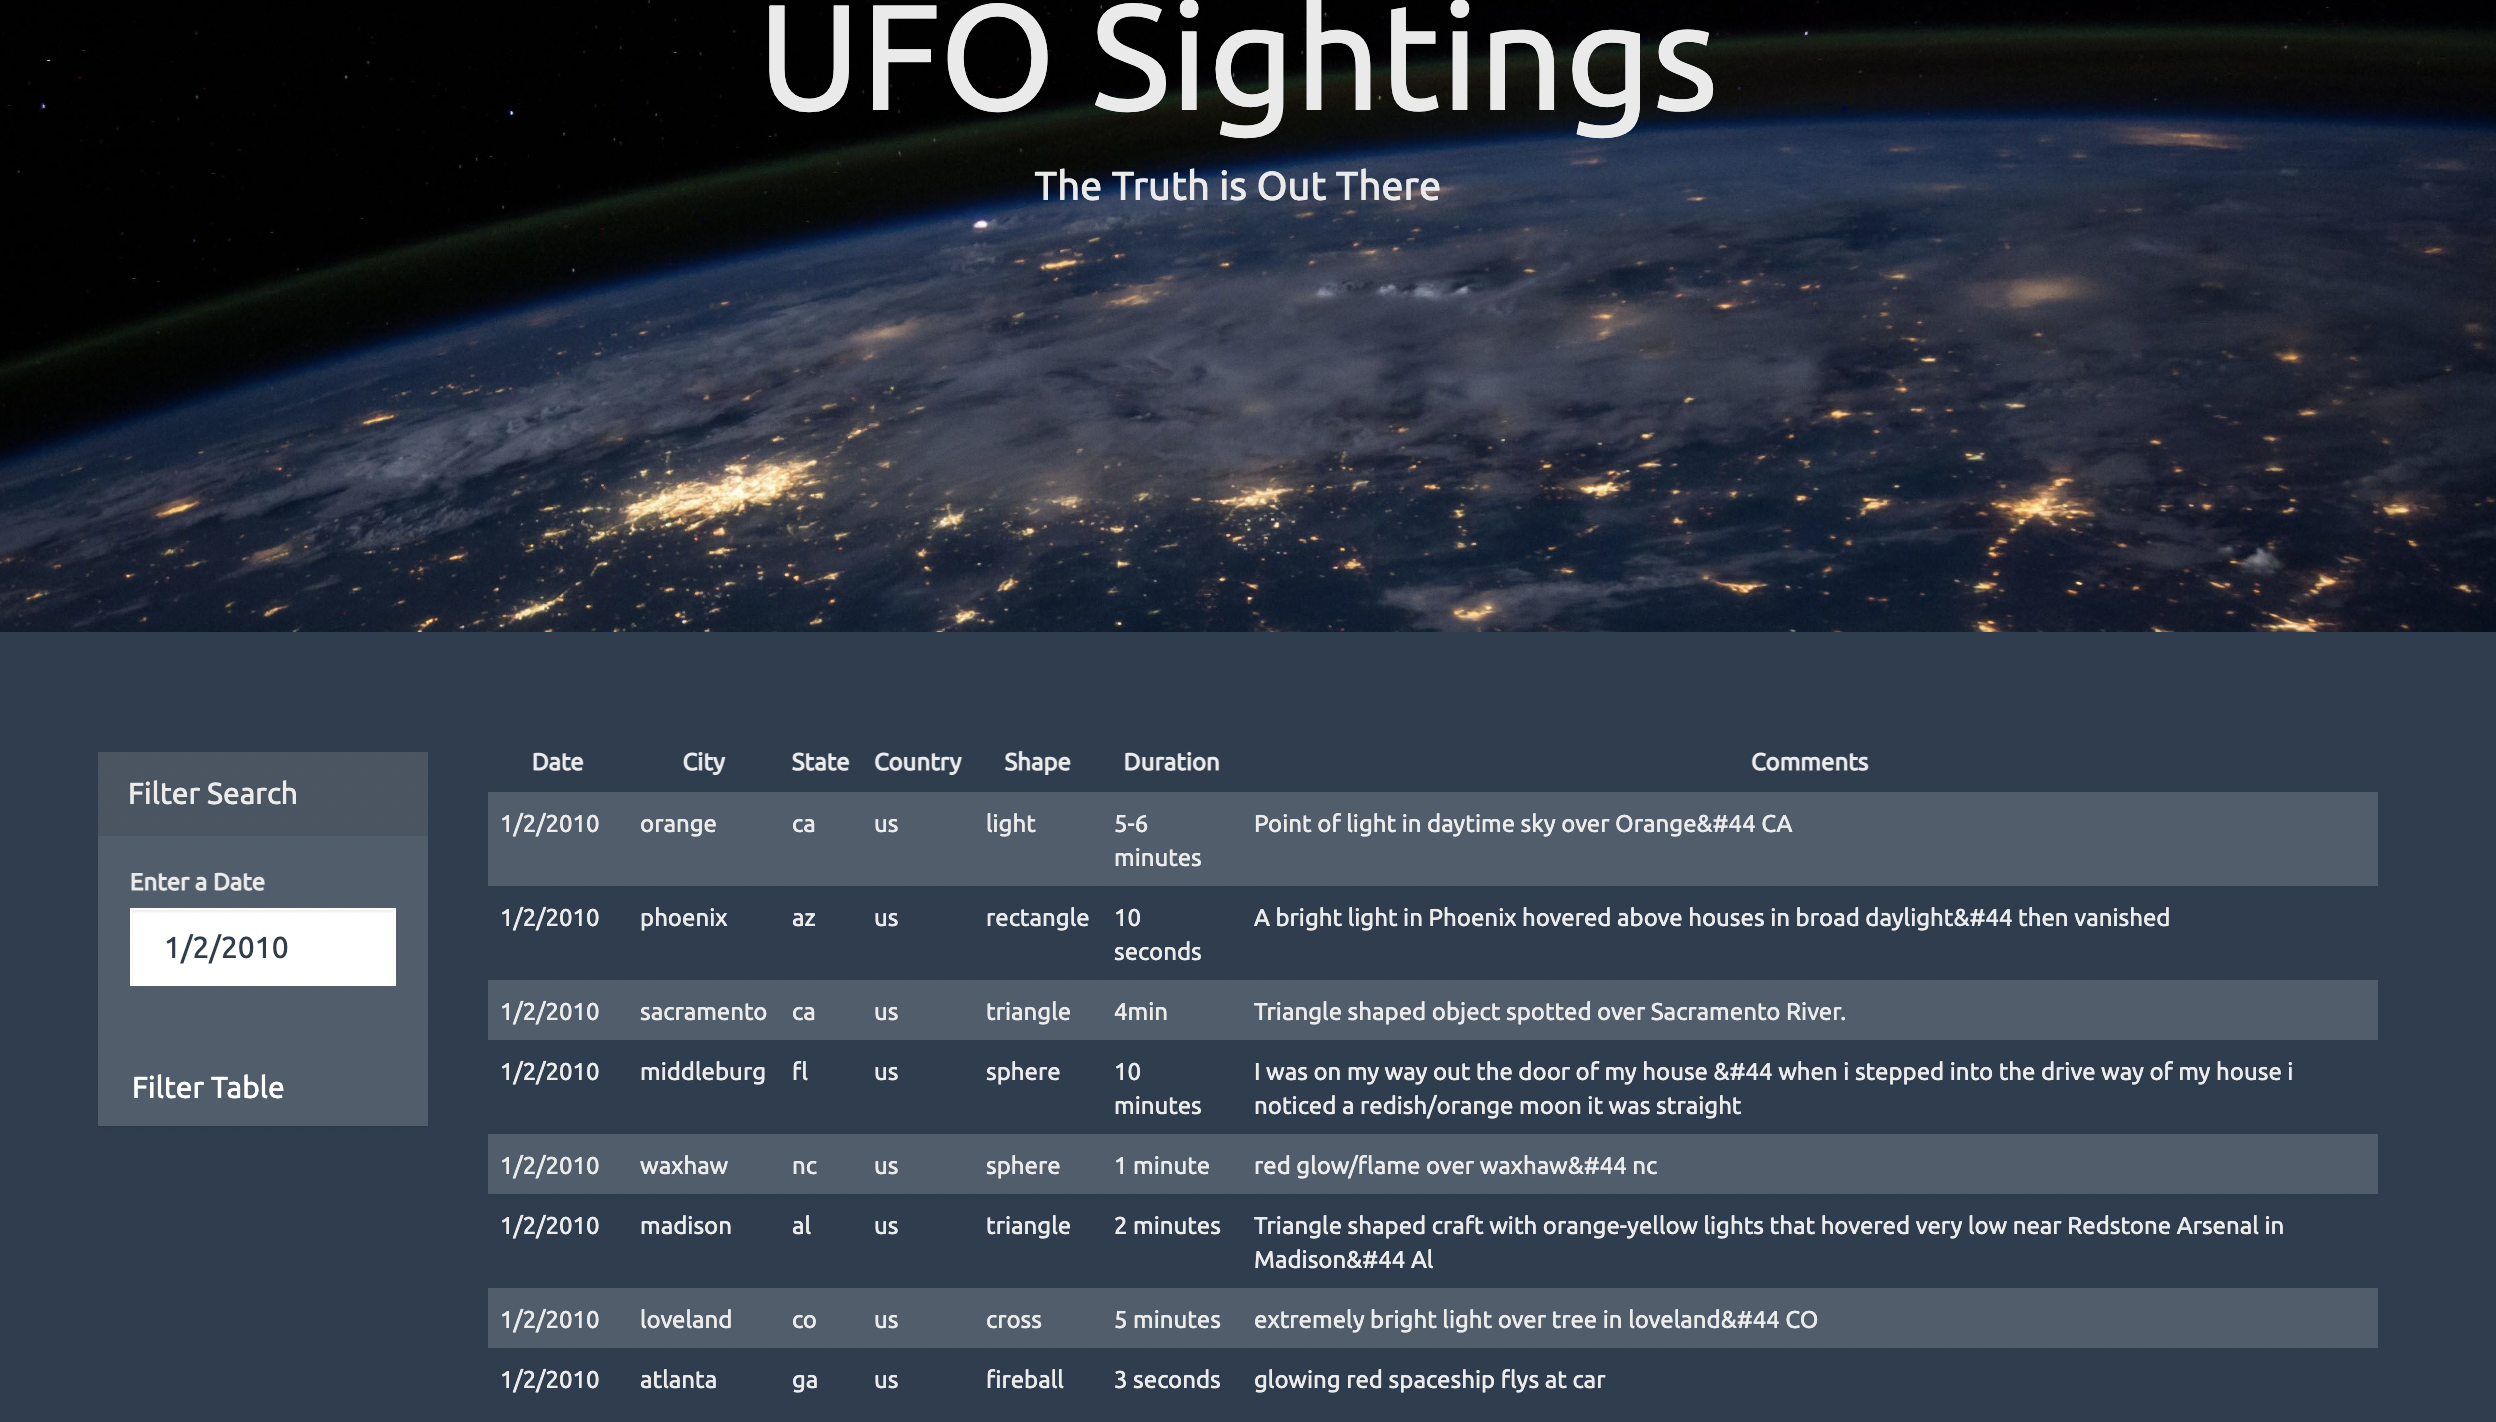 UFO Sightings
The Truth is Out There
Filter Search
Enter a Date
1/2/2010
Filter Table
Date City State Country Shape Duration Comments
1/2/2010 orange ca us light 5-6 Point of light in daytime sky over Orange&#44 CA
minutes
1/2/2010 phoenix az us rectangle 10 A bright light in Phoenix hovered above houses in broad daylight&#44 then vanished
seconds
1/2/2010 sacramento ca us triangle 4min Triangle shaped object spotted over Sacramento River.
1/2/2010 middleburg fl us sphere 10 I was on my way out the door of my house &#44 when i stepped into the drive way of my house i
minutes noticed a redish/orange moon it was straight
1/2/2010 waxhaw nc us sphere 1 minute red glow/flame over waxhaw&#44 nc
1/2/2010 madison al us triangle 2 minutes Triangle shaped craft with orange-yellow lights that hovered very low near Redstone Arsenal in
Madison&#44 Al
1/2/2010 loveland co us cross 5 minutes extremely bright light over tree in loveland&#44 CO
1/2/2010 atlanta ga us fireball 3 seconds glowing red spaceship flys at car